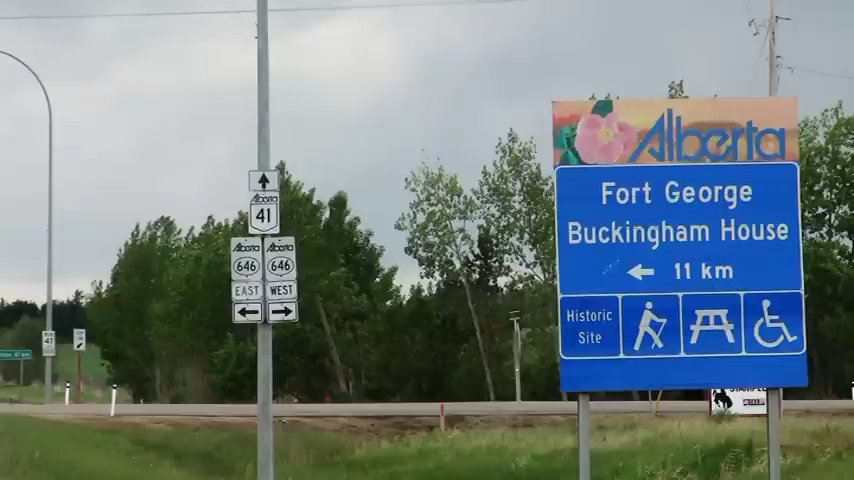 Alberta
41
Alberta Alberta
646 646
EAST WEST
Alberta
Fort George
Buckingham House
11 km
Historic
Site
41